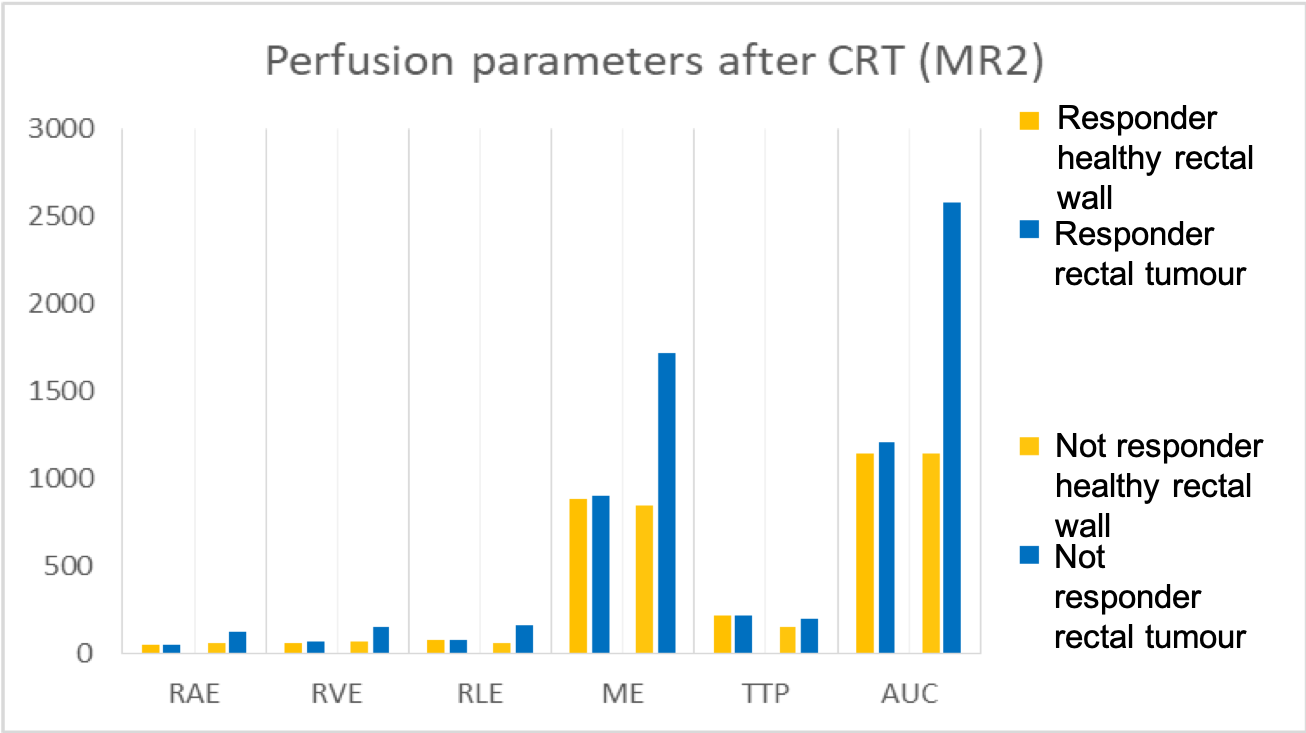 Perfusion parameters after CRT (MR2)
3000
2500
2000
1500
1000
500
0
RAE RVE RLE ME TTP AUC
Responder
healthy rectal
wall
Responder
rectal tumour
Not responder
healthy rectal
wall
Not
responder
rectal tumour